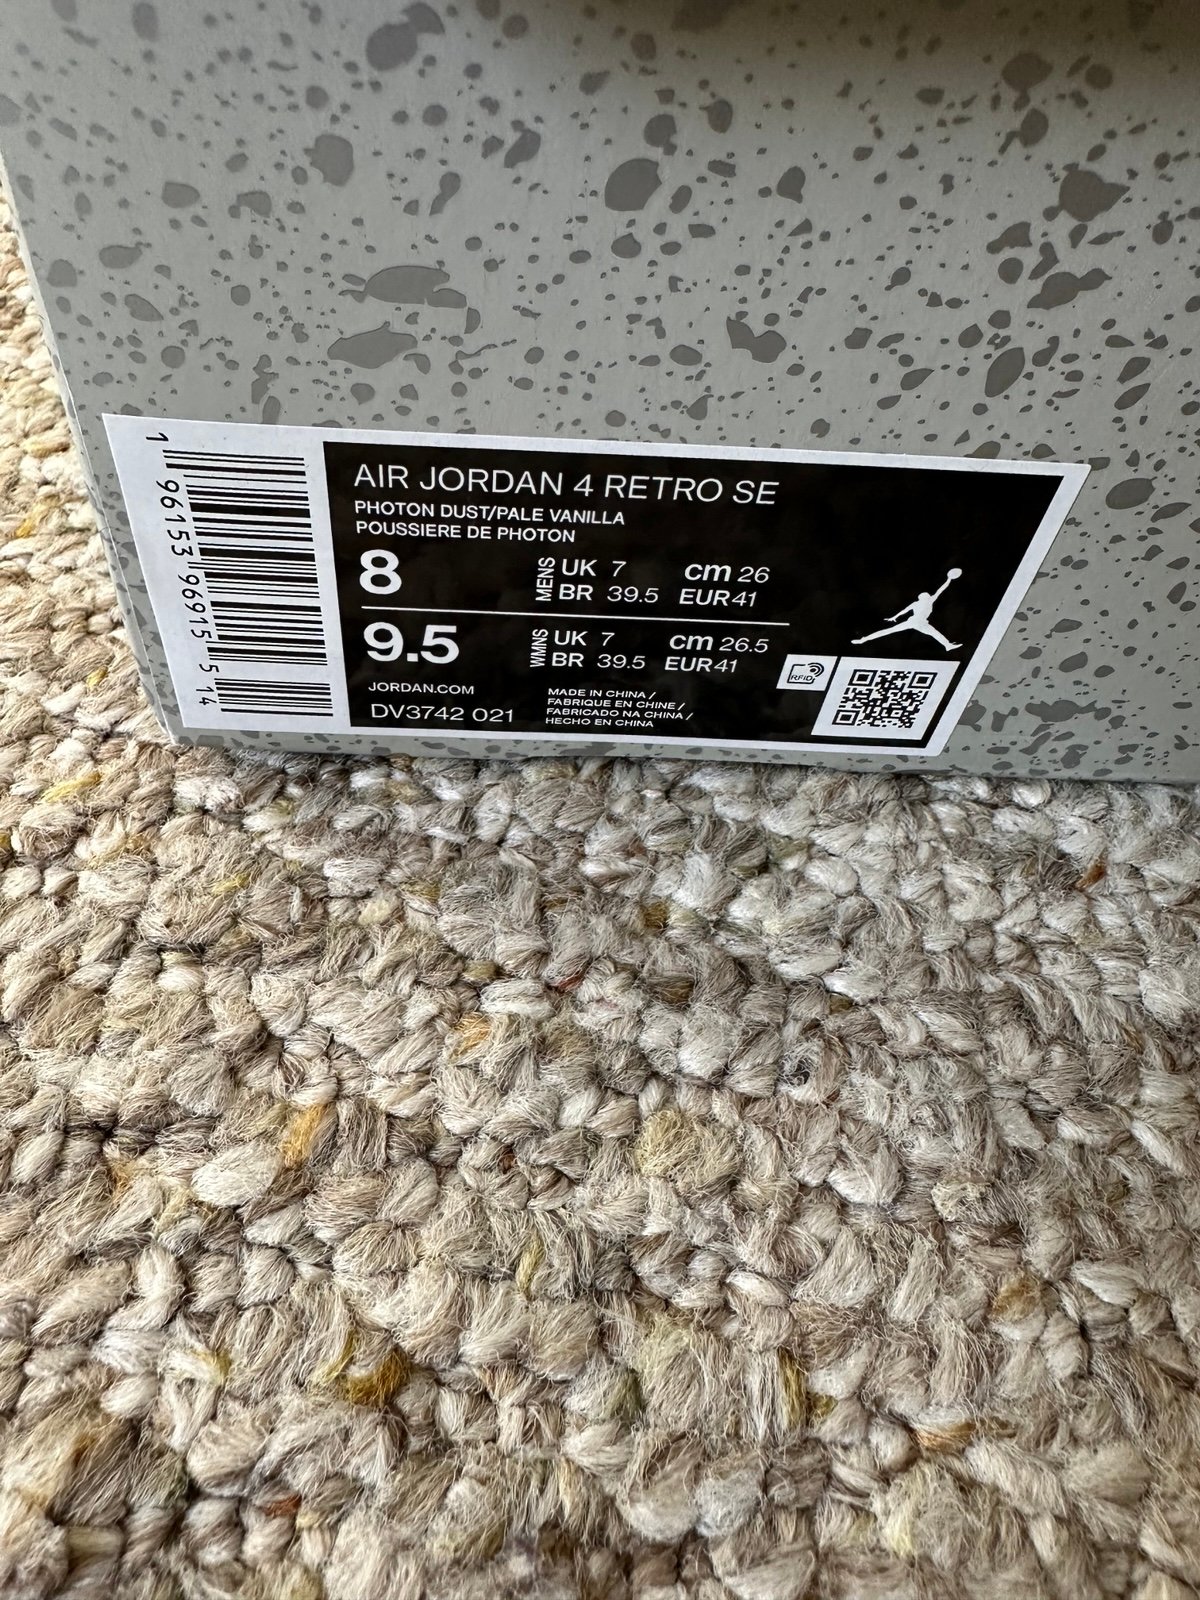 AIR JORDAN 4 RETRO SE
PHOTON DUST/PALE VANILLA
POUSSIERE DE PHOTON
8 MENS UK 7 cm 26
BR 39.5 EUR 41
9.5 WMNS UK 7 cm 26.5
BR 39.5 EUR 41
JORDAN.COM
DV3742 021
MADE IN CHINA /
FABRIQUE EN CHINE /
FABRICADO NA CHINA /
HECHO EN CHINA
RFID
1 96153 96915 5 14